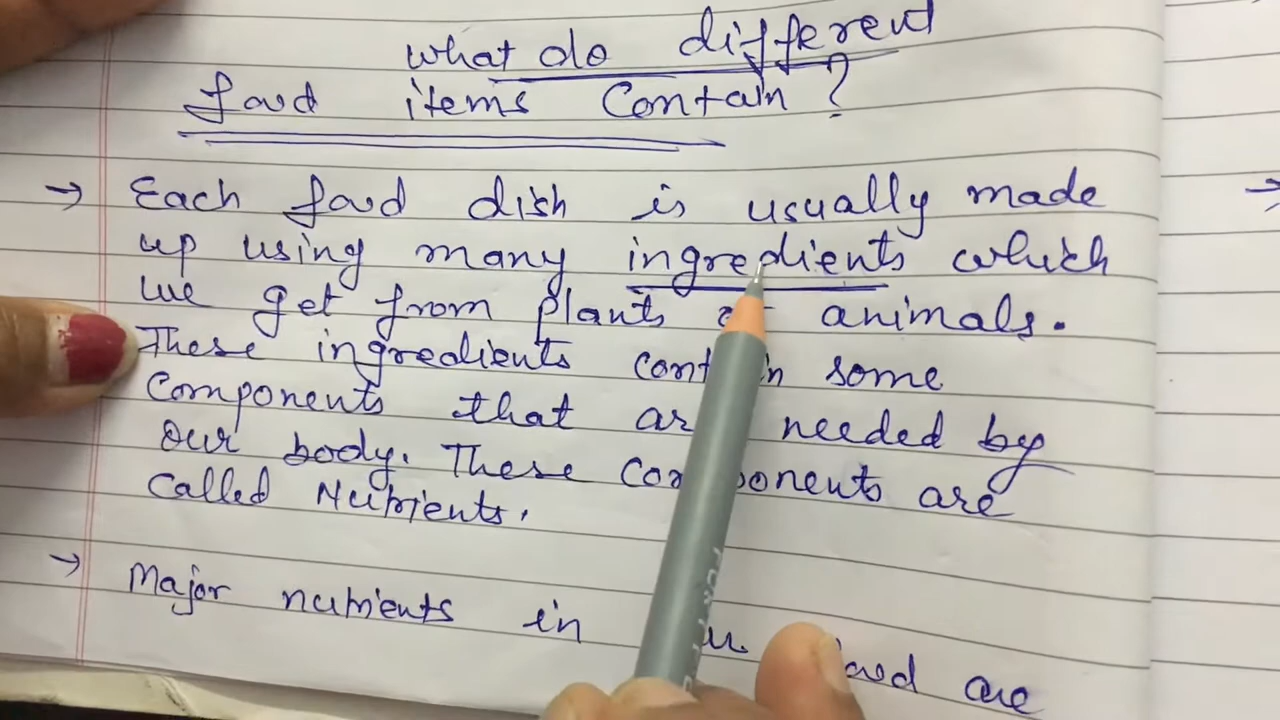 What do different
food items Contain ?
→ Each food dish is usually made
up using many ingredients which
we get from plants animals.
These ingredients some
Components that needed by
our body. These are
Called Nutrients.
→ Major nutrients in food are